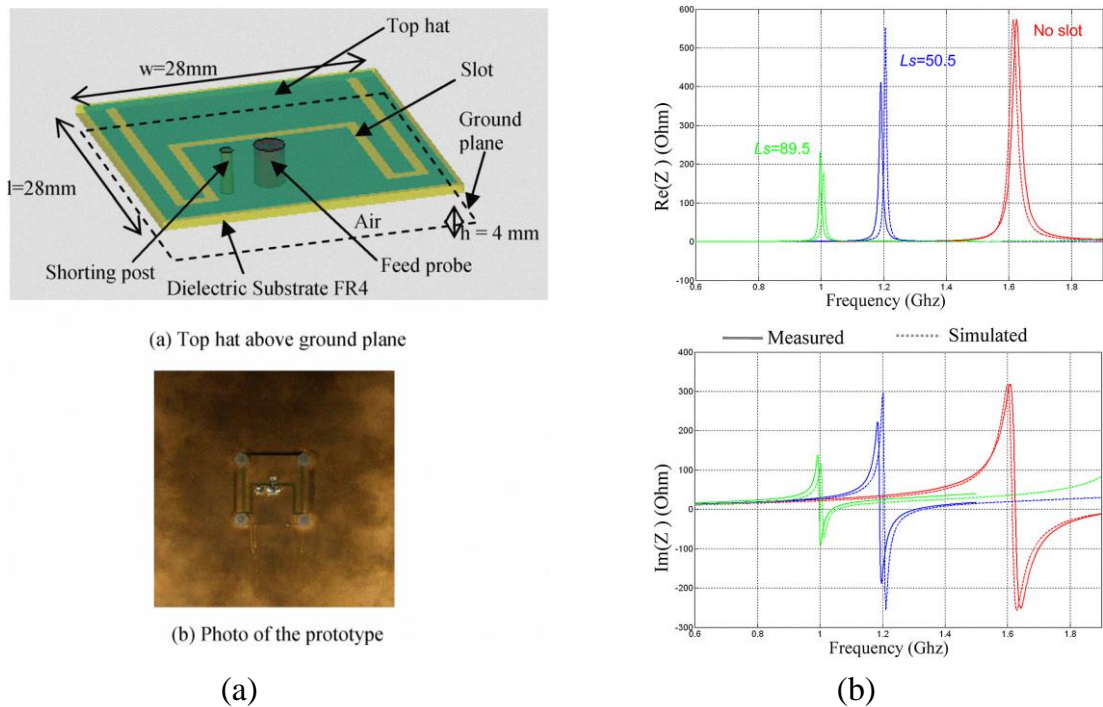 Top hat
w=28mm
Slot
Ground
plane
l=28mm
Air
h = 4 mm
Shorting post
Feed probe
Dielectric Substrate FR4
(a) Top hat above ground plane
(b) Photo of the prototype
(a)
600
500
400
300
200
100
0
-100
Re(Z ) (Ohm)
No slot
Ls=50.5
Ls=89.5
0.6 0.8 1 1.2 1.4 1.6 1.8
Frequency (Ghz)
Measured Simulated
400
300
200
100
0
-100
-200
-300
Im(Z ) (Ohm)
0.6 0.8 1 1.2 1.4 1.6 1.8
Frequency (Ghz)
(b)